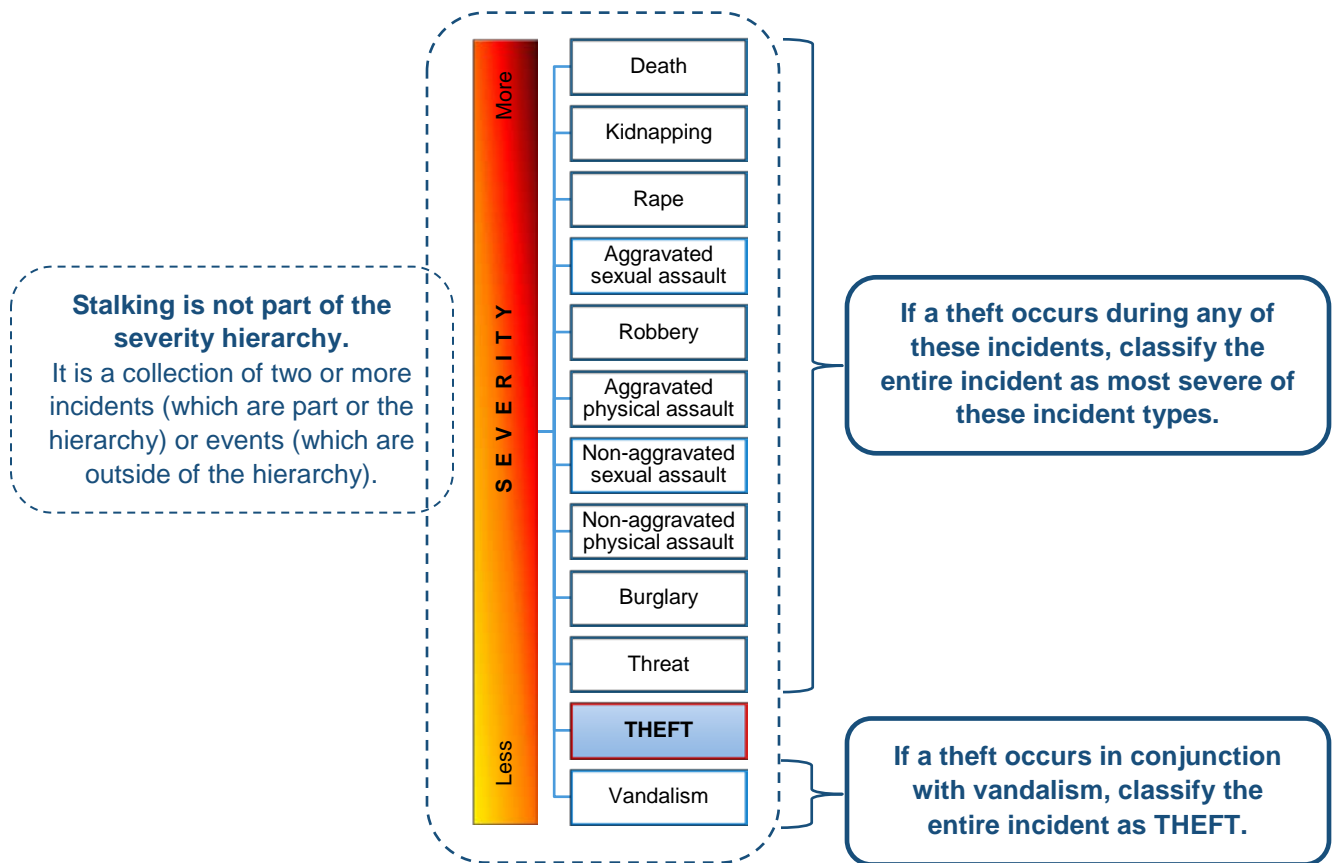 More
SEVERITY
Less
Death
Kidnapping
Rape
Aggravated
sexual assault
Robbery
Aggravated
physical assault
Non-aggravated
sexual assault
Non-aggravated
physical assault
Burglary
Threat
THEFT
Vandalism
Stalking is not part of the
severity hierarchy.
It is a collection of two or more
incidents (which are part or the
hierarchy) or events (which are
outside of the hierarchy).
If a theft occurs during any of
these incidents, classify the
entire incident as most severe of
these incident types.
If a theft occurs in conjunction
with vandalism, classify the
entire incident as THEFT.